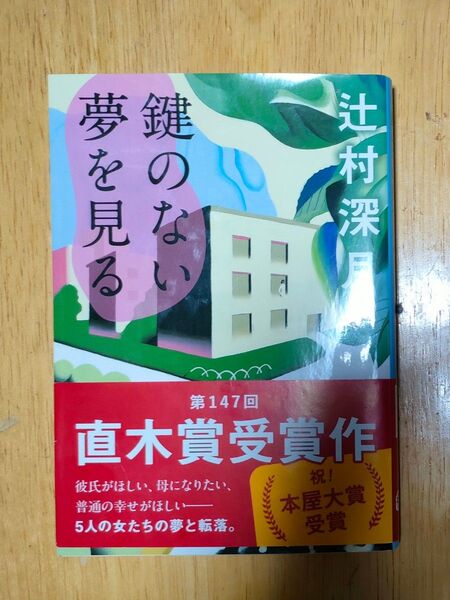 鍵のない
夢を見る
辻村深月
第147回
直木賞受賞作
彼氏がほしい、母になりたい、
普通の幸せがほしい——
5人の女たちの夢と転落。
祝!
本屋大賞
受賞